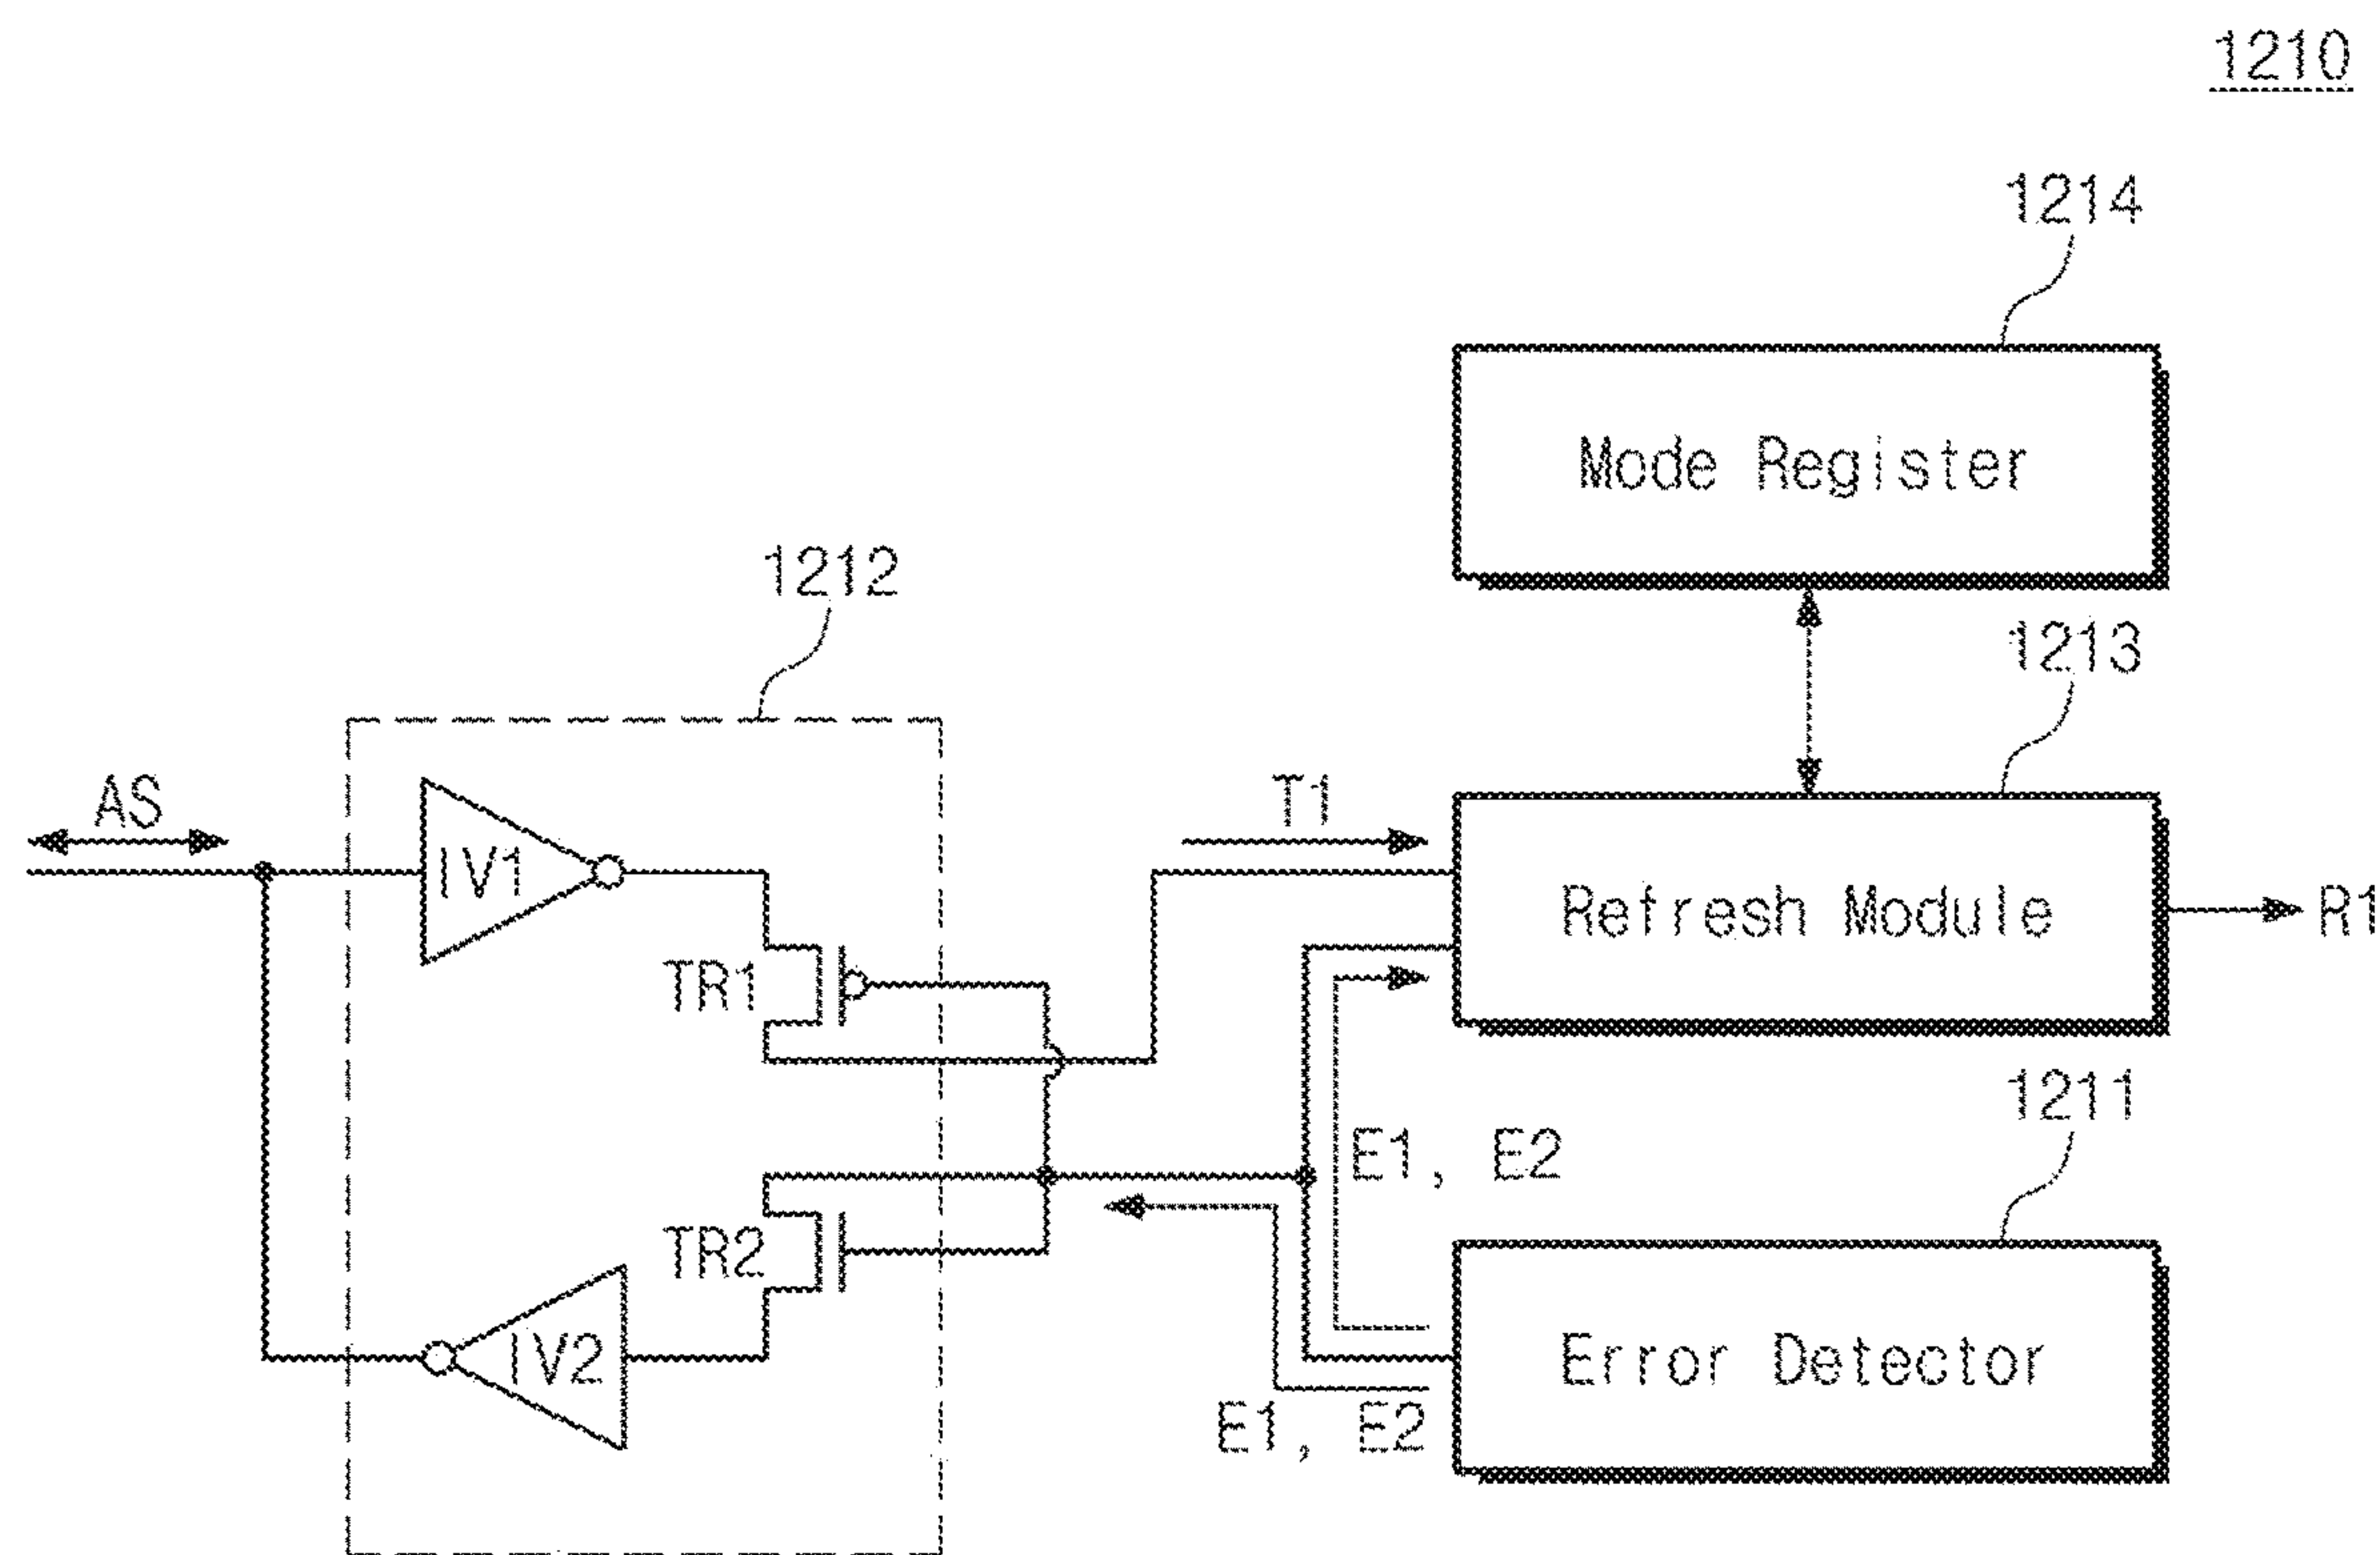 1210
1214
Mode Register
1212
1213
AS
T1
IV1
Refresh Module
R1
TR1
1211
E1, E2
TR2
IV2
Error Detector
E1, E2